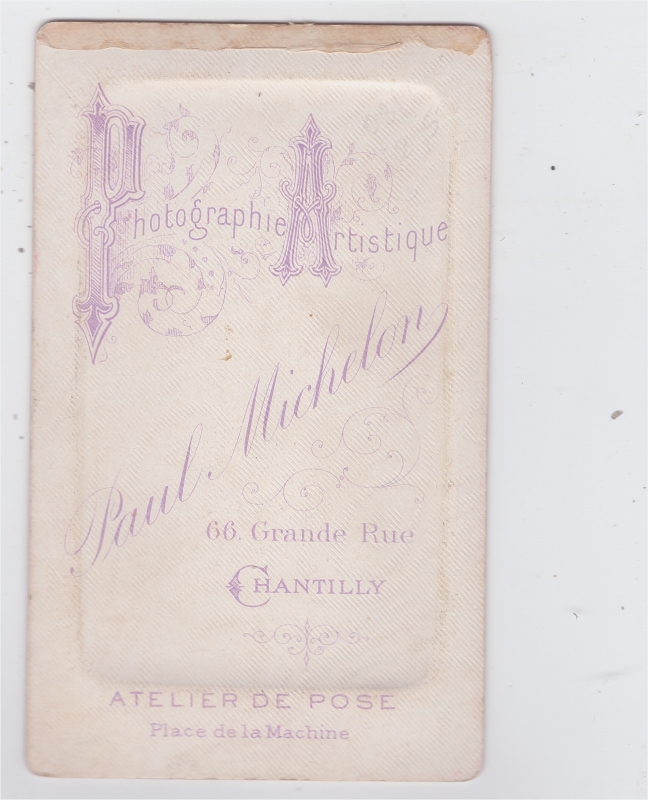 Photographie Artistique
Paul Michelon
66. Grande Rue
CHANTILLY
ATELIER DE POSE
Place de la Machine